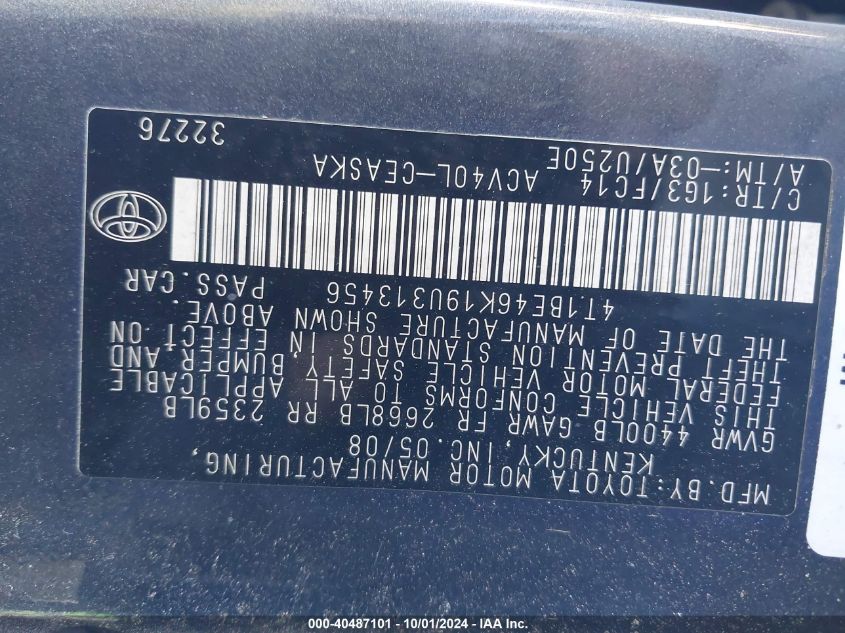 MFD.BY:TOYOTA MOTOR MANUFACTURING,
KENTUCKY,INC.05/08
GVWR 4400LB GAWR FR 2668LB RR 2359LB
THIS VEHICLE CONFORMS TO ALL APPLICABLE
FEDERAL MOTOR VEHICLE SAFETY, BUMPER,AND
THEFT PREVENTION STANDARDS IN EFFECT ON
THE DATE OF MANUFACTURE SHOWN ABOVE.
4T1BE46K19U313456 PASS.CAR
C/TR:1G3/FC14 ACV40L-CEASKA
A/TM:-03A/U250E 32276
000-40487101 - 10/01/2024 - IAA Inc.